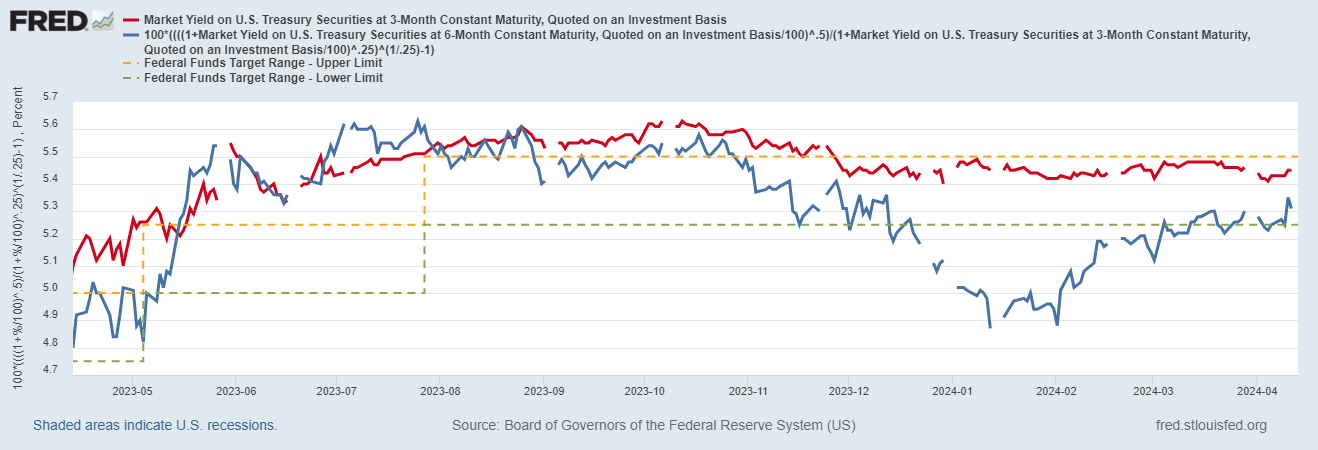 FRED
Market Yield on U.S. Treasury Securities at 3-Month Constant Maturity, Quoted on an Investment Basis
100*((((1+Market Yield on U.S. Treasury Securities at 6-Month Constant Maturity, Quoted on an Investment Basis/100)^.5)/(1+Market Yield on U.S. Treasury Securities at 3-Month Constant Maturity,
Quoted on an Investment Basis/100)^.25)^(1/.25)-1)
Federal Funds Target Range - Upper Limit
Federal Funds Target Range - Lower Limit
100*((((1+%/100)^.5)/(1+%/100)^.25)^(1/.25)-1) , Percent
5.7
5.6
5.5
5.4
5.3
5.2
5.1
5.0
4.9
4.8
4.7
2023-05 2023-06 2023-07 2023-08 2023-09 2023-10 2023-11 2023-12 2024-01 2024-02 2024-03 2024-04
Shaded areas indicate U.S. recessions. Source: Board of Governors of the Federal Reserve System (US) fred.stlouisfed.org